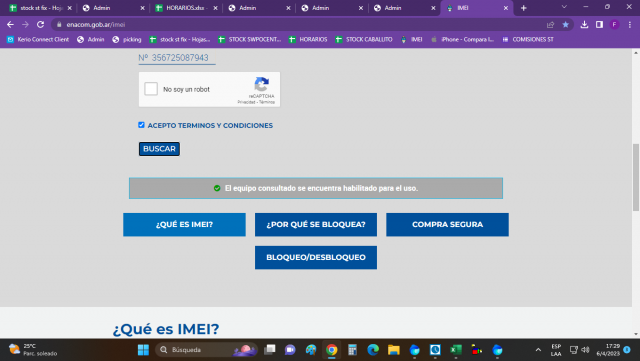 stock st fix - Hoja
Admin
HORARIOS.xlsx
Admin
Admin
Admin
IMEI
enacom.gob.ar/imei
Kerio Connect Client
Admin
picking
stock st fix - Hojas...
STOCK SWPOCENT...
HORARIOS
STOCK CABALLITO
IMEI
iPhone - Compara l...
COMISIONES ST
Nº 356725087943
No soy un robot
reCAPTCHA
Privacidad - Términos
ACEPTO TERMINOS Y CONDICIONES
BUSCAR
El equipo consultado se encuentra habilitado para el uso.
¿QUÉ ES IMEI?
¿POR QUÉ SE BLOQUEA?
COMPRA SEGURA
BLOQUEO/DESBLOQUEO
¿Qué es IMEI?
25°C
Parc. soleado
Búsqueda
ESP
LAA
17:29
6/4/2023